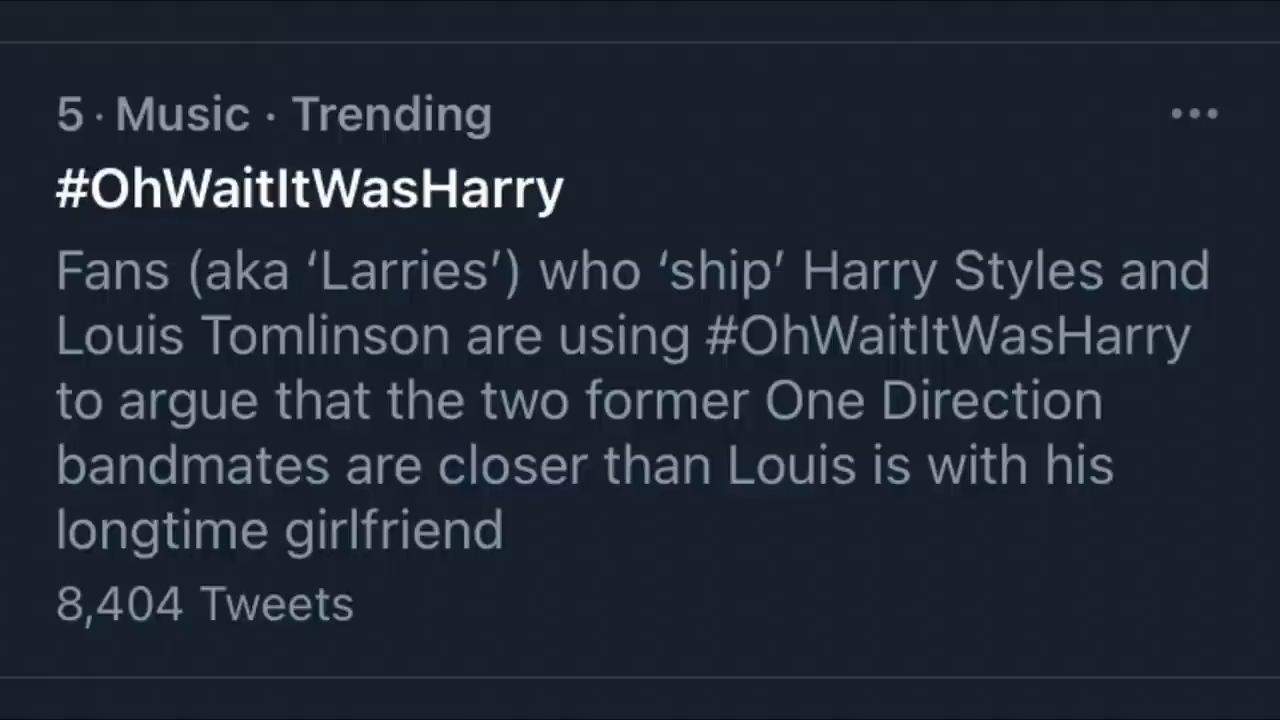 5 · Music · Trending
#OhWaitItWasHarry
Fans (aka ‘Larries’) who ‘ship’ Harry Styles and
Louis Tomlinson are using #OhWaitItWasHarry
to argue that the two former One Direction
bandmates are closer than Louis is with his
longtime girlfriend
8,404 Tweets